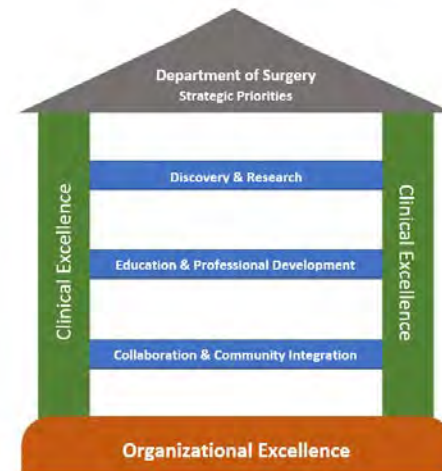 Department of Surgery
Strategic Priorities
Clinical Excellence
Discovery & Research
Education & Professional Development
Collaboration & Community Integration
Clinical Excellence
Organizational Excellence